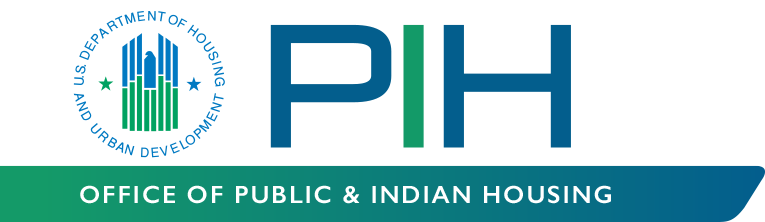 U.S. DEPARTMENT OF HOUSING
AND URBAN DEVELOPMENT
PIH
OFFICE OF PUBLIC & INDIAN HOUSING